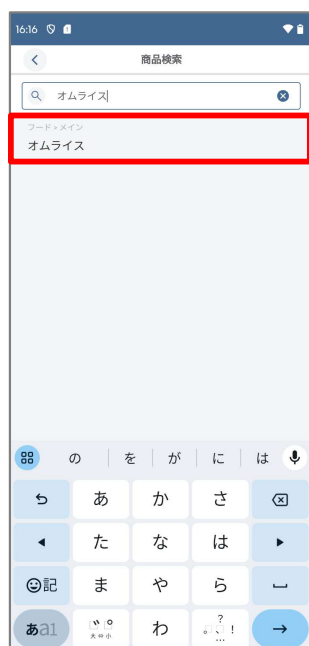 16:16
商品検索
オムライス
フード > メイン
オムライス
の を が に は
あ か さ
た な は
記 ま や ら
あa1 大⇔小 わ 。、?!…